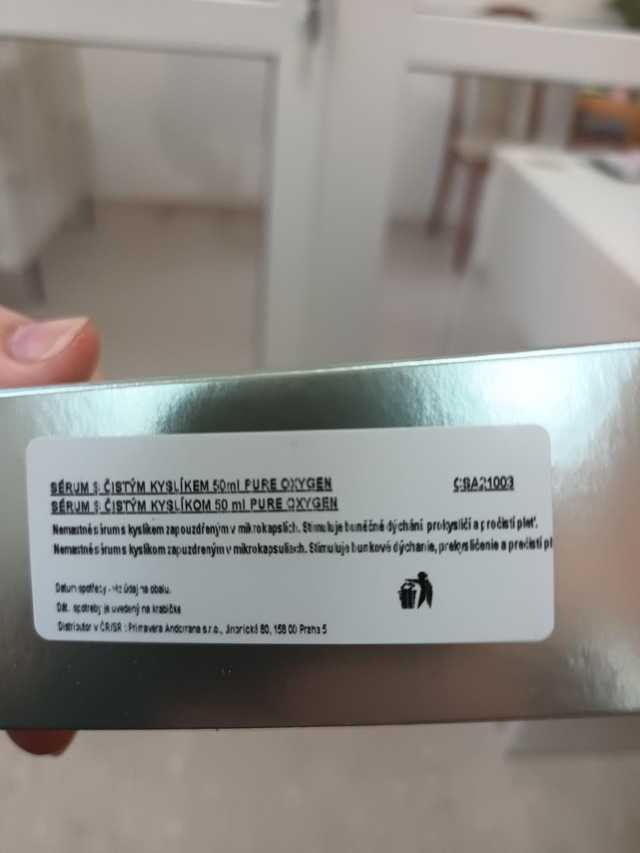 SÉRUM S ČISTÝM KYSLÍKEM 50ml PURE OXYGEN
CSA21003
SÉRUM S ČISTÝM KYSLÍKOM 50 ml PURE OXYGEN
Nemastné sérum s kyslíkem zapouzdřeným v mikrokapslích. Stimuluje buněčné dýchání prokysličí a pročistí pleť.
Nemastné sérum s kyslíkom zapuzdreným v mikrokapsuliach. Stimuluje bunkové dýchanie, prekysličenie a prečistí pl
Datum spotřeby - viz údaj na obalu.
Dát. spotreby je uvedený na krabičke
Distributor v ČR/SR : Primavera Andorrana s.r.o., Jinonická 80, 158 00 Praha 5